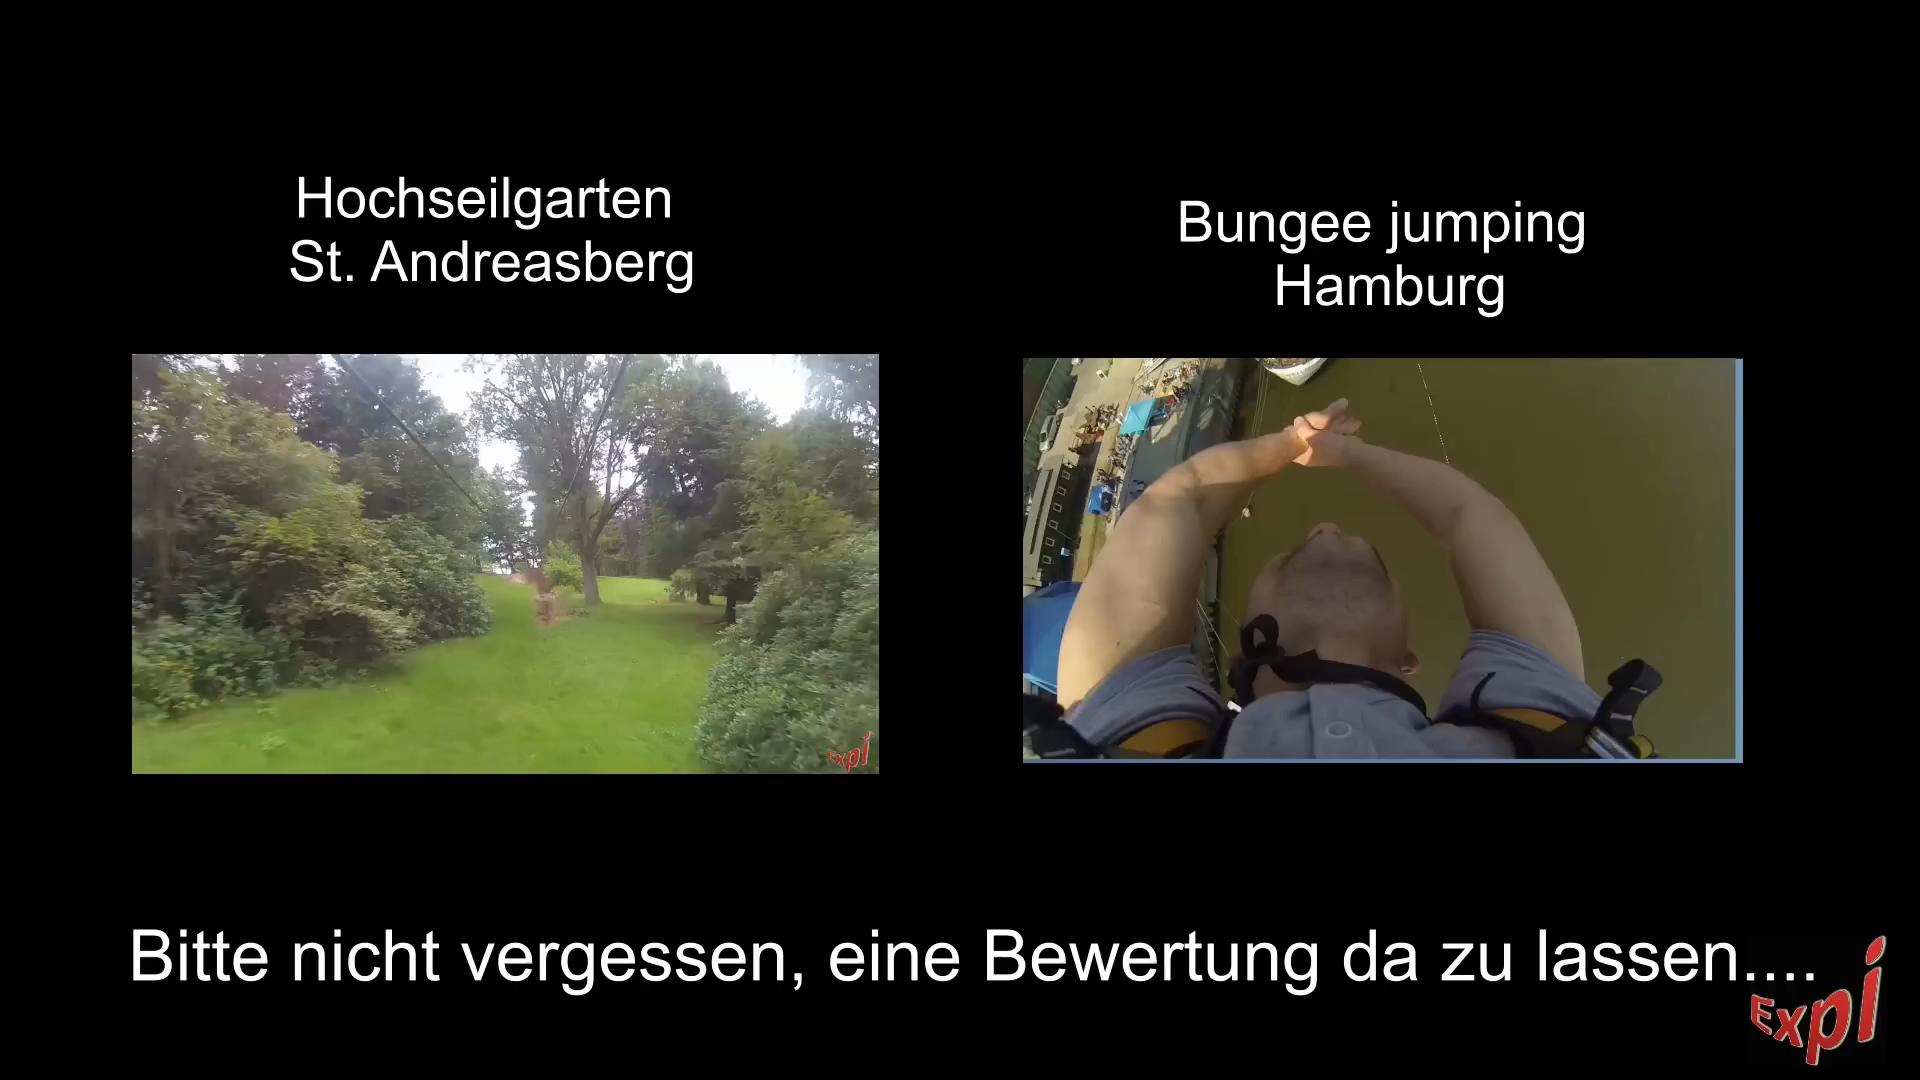 Hochseilgarten
St. Andreasberg
Bungee jumping
Hamburg
Expi
Bitte nicht vergessen, eine Bewertung da zu lassen....
Expi